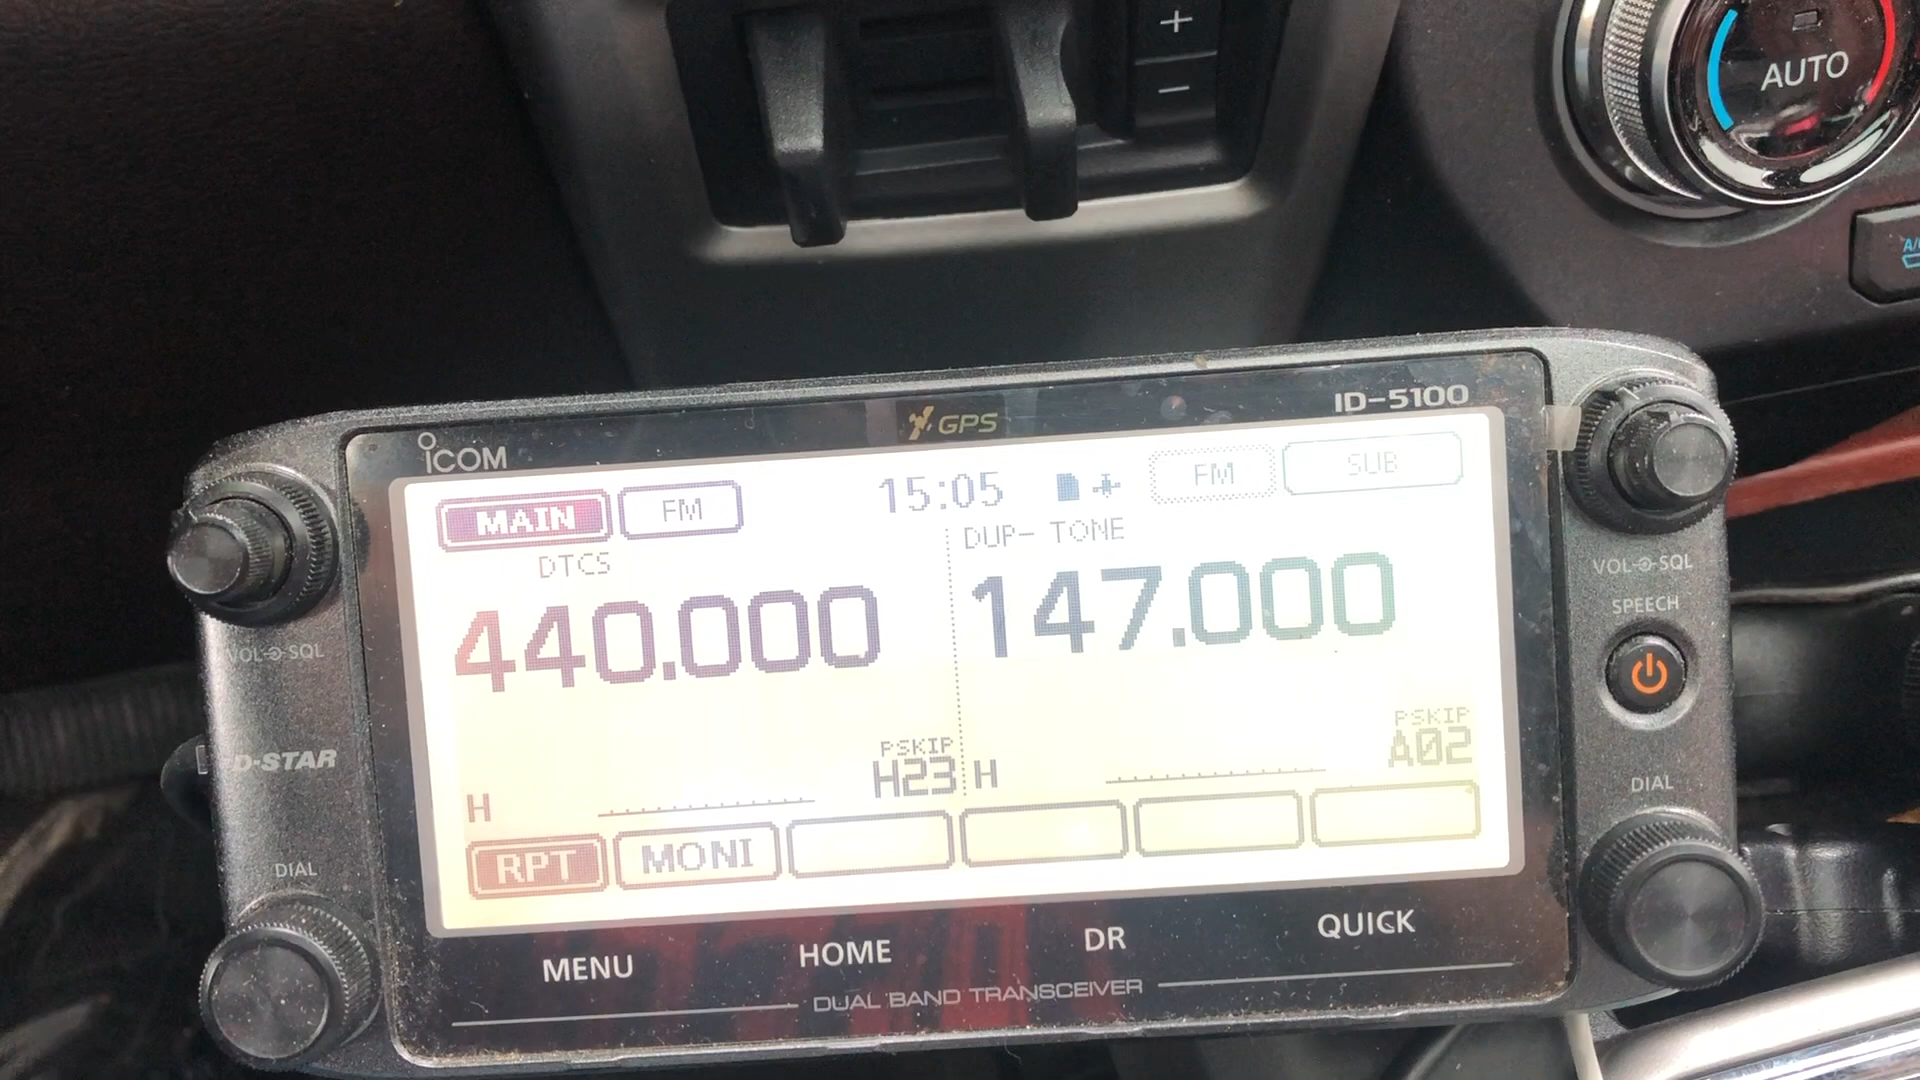 +
−
AUTO
A/
ICOM
GPS
ID-5100
MAIN
FM
15:05
FM
SUB
DTCS
DUP- TONE
440.000
147.000
VOL SQL
VOL SQL
SPEECH
PSKIP
H23
PSKIP
A02
H
H
D-STAR
DIAL
DIAL
RPT
MONI
MENU
HOME
DR
QUICK
DUAL BAND TRANSCEIVER